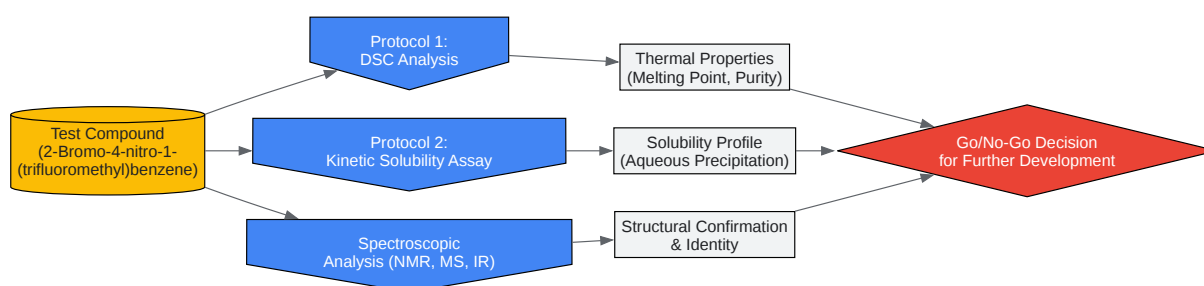 Protocol 1:
DSC Analysis
Thermal Properties
(Melting Point, Purity)
Test Compound
(2-Bromo-4-nitro-1-
(trifluoromethyl)benzene)
Protocol 2:
Kinetic Solubility Assay
Solubility Profile
(Aqueous Precipitation)
Go/No-Go Decision
for Further Development
Spectroscopic
Analysis (NMR, MS, IR)
Structural Confirmation
& Identity